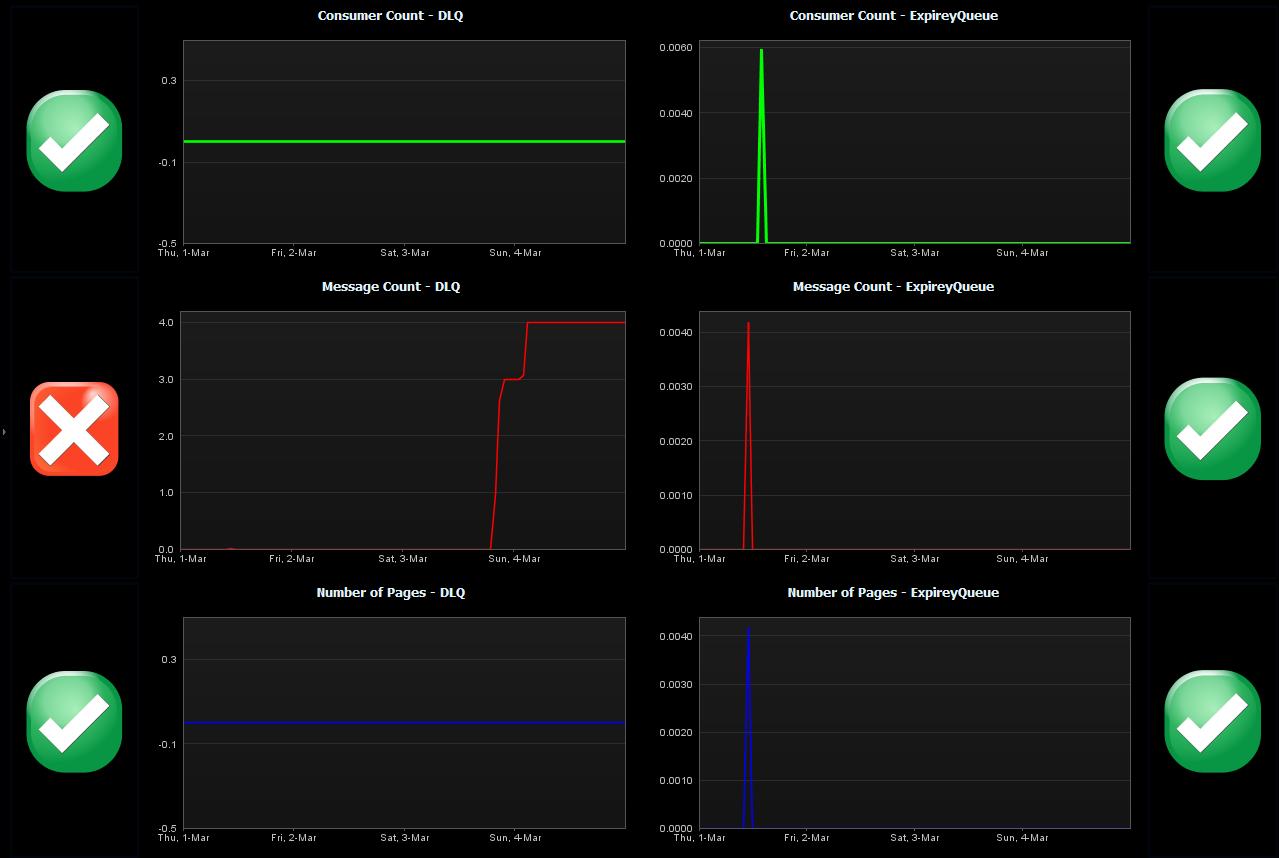 Consumer Count - DLQ
0.3
-0.1
-0.5
Thu, 1-Mar Fri, 2-Mar Sat, 3-Mar Sun, 4-Mar
Consumer Count - ExpireyQueue
0.0060
0.0040
0.0020
0.0000
Thu, 1-Mar Fri, 2-Mar Sat, 3-Mar Sun, 4-Mar
Message Count - DLQ
4.0
3.0
2.0
1.0
0.0
Thu, 1-Mar Fri, 2-Mar Sat, 3-Mar Sun, 4-Mar
Message Count - ExpireyQueue
0.0040
0.0030
0.0020
0.0010
0.0000
Thu, 1-Mar Fri, 2-Mar Sat, 3-Mar Sun, 4-Mar
Number of Pages - DLQ
0.3
-0.1
-0.5
Thu, 1-Mar Fri, 2-Mar Sat, 3-Mar Sun, 4-Mar
Number of Pages - ExpireyQueue
0.0040
0.0030
0.0020
0.0010
0.0000
Thu, 1-Mar Fri, 2-Mar Sat, 3-Mar Sun, 4-Mar